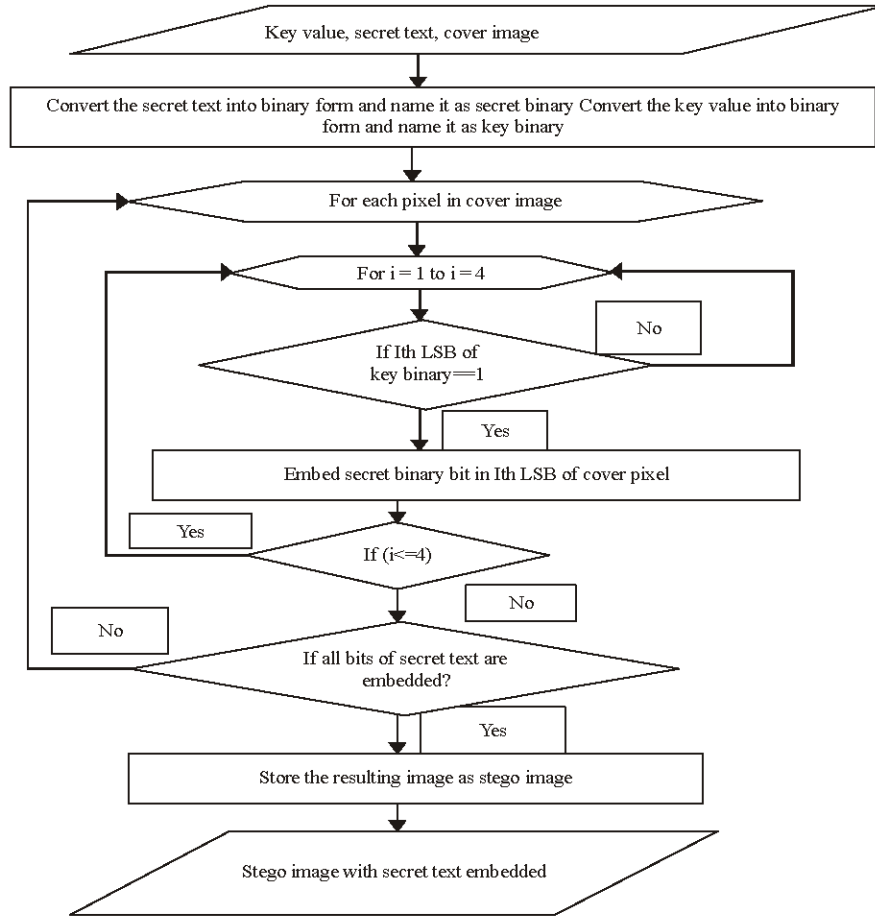 Key value, secret text, cover image
Convert the secret text into binary form and name it as secret binary Convert the key value into binary
form and name it as key binary
For each pixel in cover image
For i = 1 to i = 4
No
If Ith LSB of
key binary==1
Yes
Embed secret binary bit in Ith LSB of cover pixel
Yes
If (i<=4)
No
No
If all bits of secret text are
embedded?
Yes
Store the resulting image as stego image
Stego image with secret text embedded